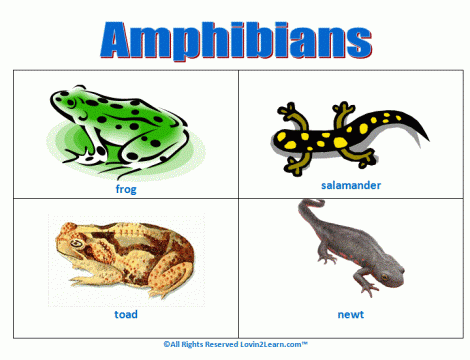 Amphibians
frog
salamander
toad
newt
©All Rights Reserved Lovin2Learn.com™